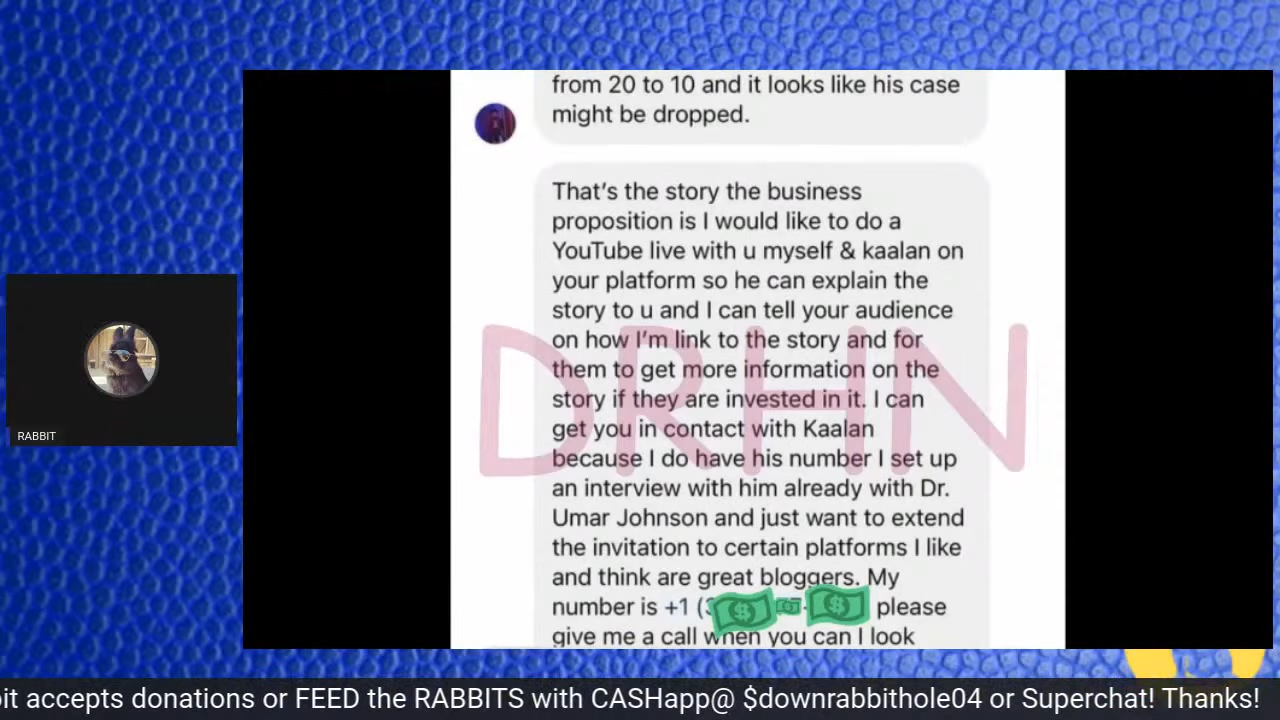 from 20 to 10 and it looks like his case
might be dropped.
That's the story the business
proposition is I would like to do a
YouTube live with u myself & kaalan on
your platform so he can explain the
story to u and I can tell your audience
on how I'm link to the story and for
them to get more information on the
story if they are invested in it. I can
get you in contact with Kaalan
because I do have his number I set up
an interview with him already with Dr.
Umar Johnson and just want to extend
the invitation to certain platforms I like
and think are great bloggers. My
number is +1 ( please
give me a call when you can I look
DRHN
RABBIT
accepts donations or FEED the RABBITS with CASHapp@ $downrabbithole04 or Superchat! Thanks!